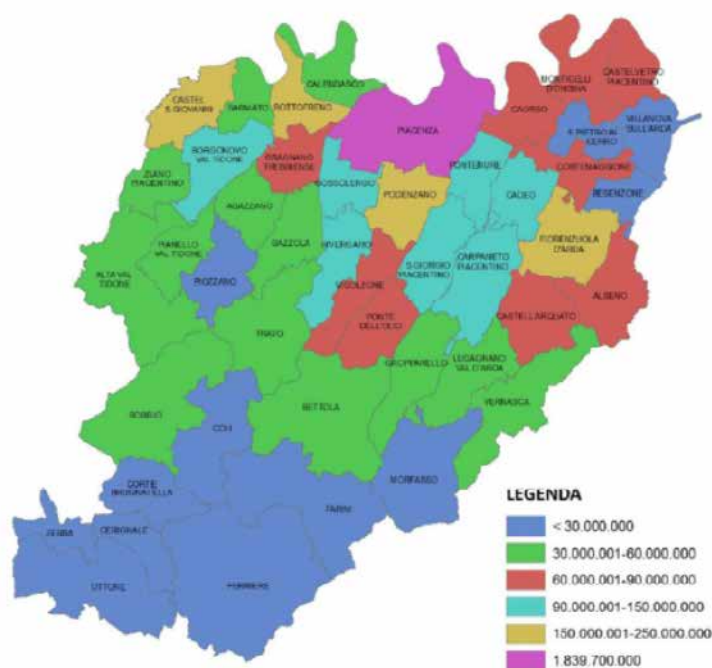 CALENDASCO
CASTEL
S.GIOVANNI
SARMATO
ROTTOFRENO
MONTICELLI
D'ONGINA
CASTELVETRO
PIACENTINO
CAORSO
PIACENZA
VILLANOVA
SULL'ARDA
S.PIETRO IN
CERRO
BORGONOVO
VAL TIDONE
GRAGNANO
TREBBIENSE
ZIANO
PIACENTINO
GOSSOLENGO
PODENZANO
PONTENURE
CADEO
CORTEMAGGIORE
BESENZONE
AGAZZANO
GAZZOLA
PIANELLO
VAL TIDONE
RIVERGARO
S.GIORGIO
PIACENTINO
CARPANETO
PIACENTINO
FIORENZUOLA
D'ARDA
ALTA VAL
TIDONE
PIOZZANO
VIGOLZONE
ALSENO
PONTE
DELL'OLIO
CASTELL'ARQUATO
TRAVO
GROPPARELLO
LUGAGNANO
VAL D'ARDA
VERNASCA
BOBBIO
BETTOLA
COLI
MORFASSO
CORTE
BRUGNATELLA
FARINI
ZERBA
CERIGNALE
OTTONE
FERRIERE
LEGENDA
< 30.000.000
30.000.001-60.000.000
60.000.001-90.000.000
90.000.001-150.000.000
150.000.001-250.000.000
1.839.700.000